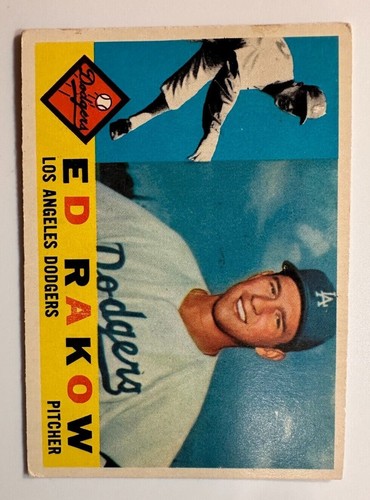 Dodgers
ED RAKOW
LOS ANGELES DODGERS PITCHER
Dodgers
LA